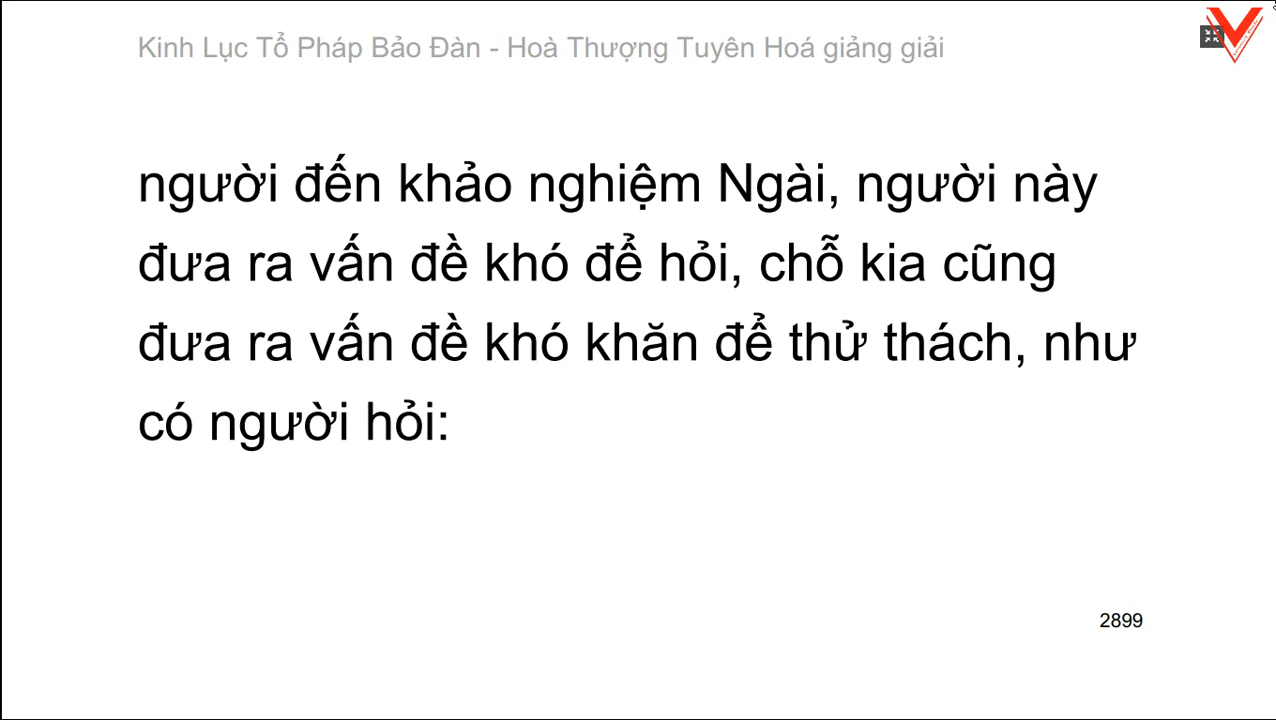 Kinh Lục Tổ Pháp Bảo Đàn - Hoà Thượng Tuyên Hoá giảng giải
người đến khảo nghiệm Ngài, người này
đưa ra vấn đề khó để hỏi, chỗ kia cũng
đưa ra vấn đề khó khăn để thử thách, như
có người hỏi:
2899